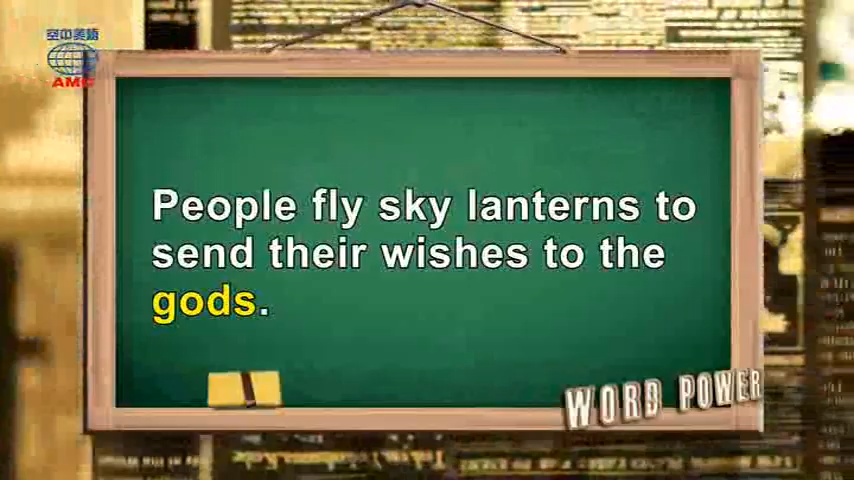 空中美語
AMC
People fly sky lanterns to
send their wishes to the
gods.
WORD POWER